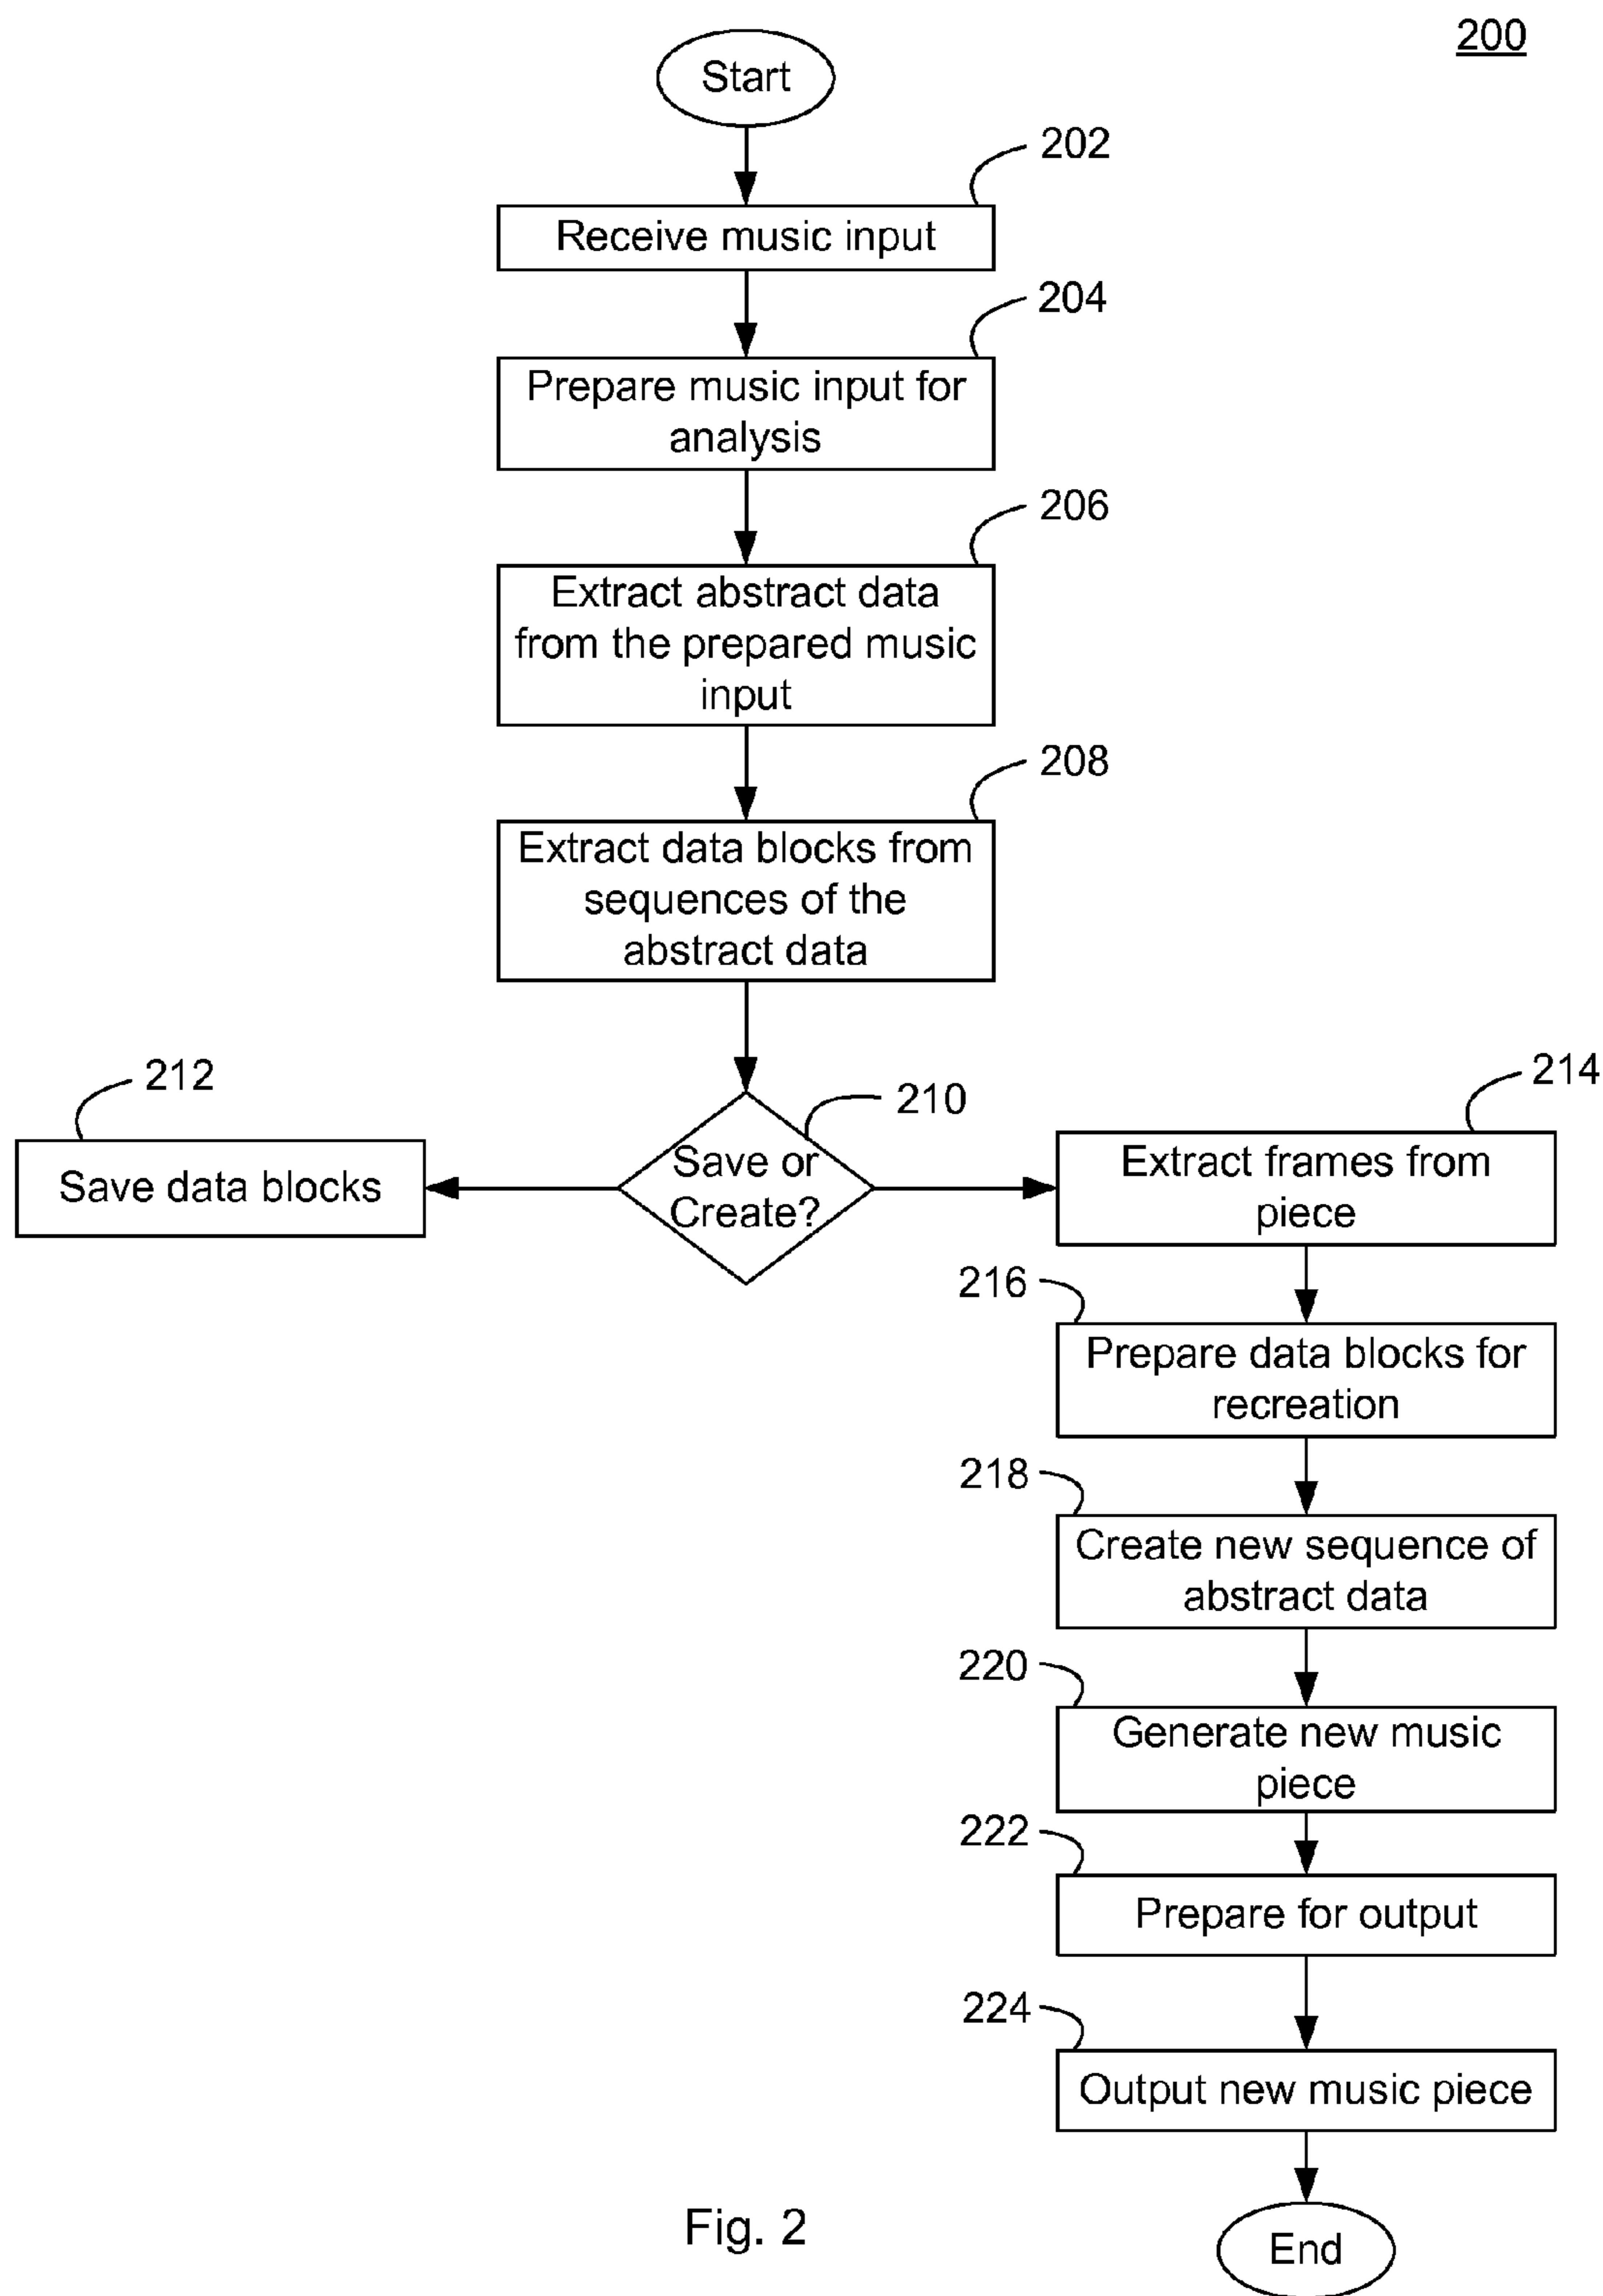 200
Start
202
Receive music input
204
Prepare music input for
analysis
206
Extract abstract data
from the prepared music
input
208
Extract data blocks from
sequences of the
abstract data
212
Save data blocks
210
Save or
Create?
214
Extract frames from
piece
216
Prepare data blocks for
recreation
218
Create new sequence of
abstract data
220
Generate new music
piece
222
Prepare for output
224
Output new music piece
End
Fig. 2